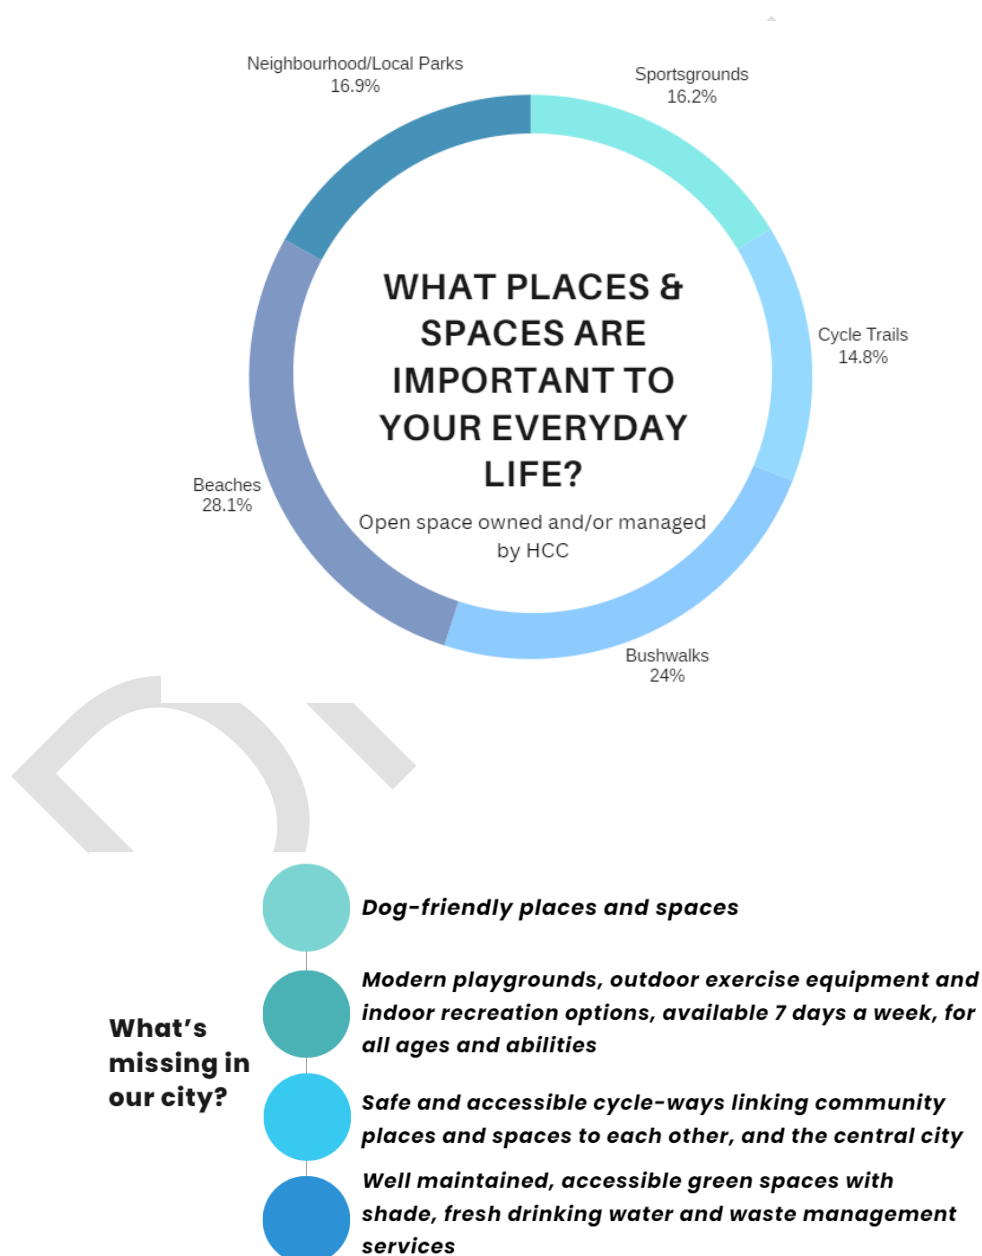 Neighbourhood/Local Parks
16.9%
Sportsgrounds
16.2%
Cycle Trails
14.8%
Bushwalks
24%
Beaches
28.1%
WHAT PLACES &
SPACES ARE
IMPORTANT TO
YOUR EVERYDAY
LIFE?
Open space owned and/or managed
by HCC
What's
missing in
our city?
Dog-friendly places and spaces
Modern playgrounds, outdoor exercise equipment and
indoor recreation options, available 7 days a week, for
all ages and abilities
Safe and accessible cycle-ways linking community
places and spaces to each other, and the central city
Well maintained, accessible green spaces with
shade, fresh drinking water and waste management
services